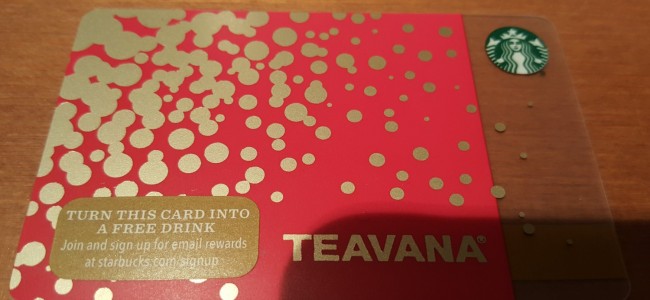 TURN THIS CARD INTO
A FREE DRINK
Join and sign up for email rewards
at starbucks.com/signup
TEAVANA®